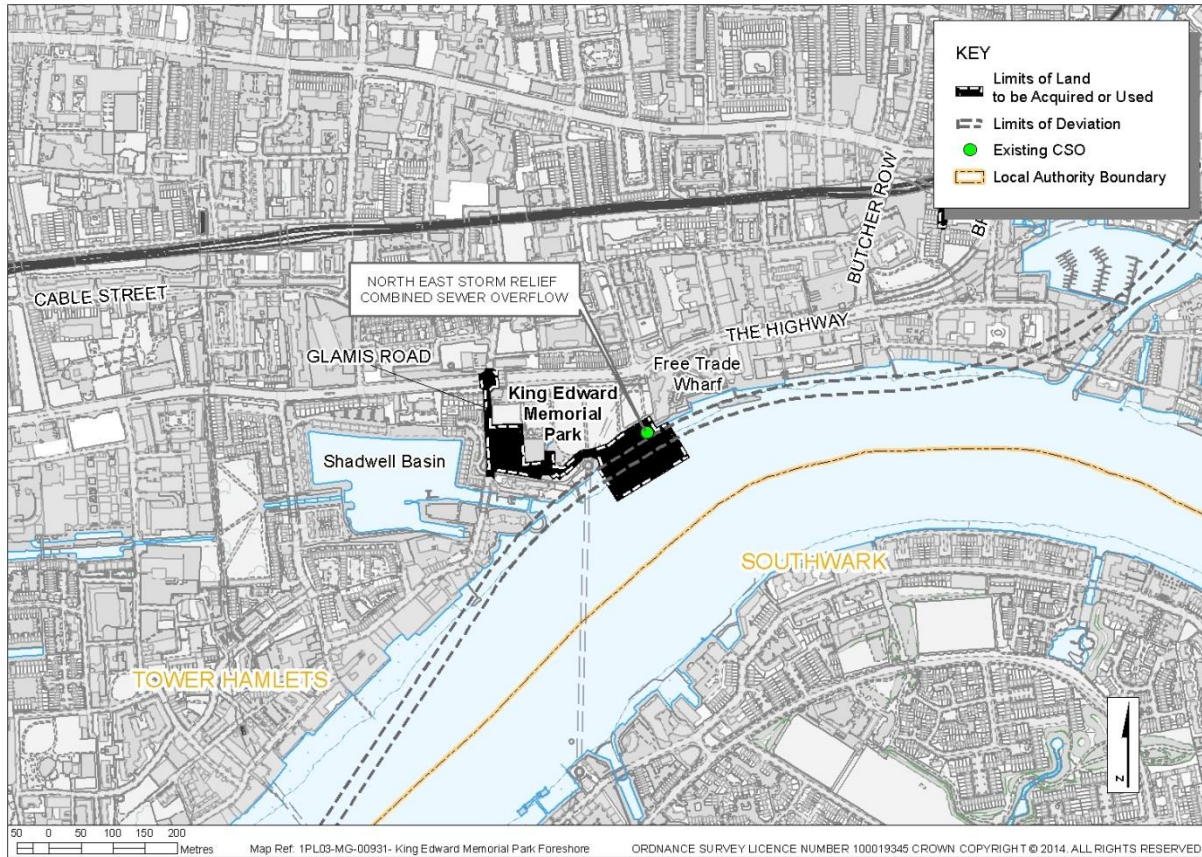 KEY
Limits of Land
to be Acquired or Used
Limits of Deviation
Existing CSO
Local Authority Boundary
BUTCHER ROW
CABLE STREET
NORTH EAST STORM RELIEF
COMBINED SEWER OVERFLOW
THE HIGHWAY
GLAMIS ROAD
Free Trade
Wharf
King Edward
Memorial
Park
Shadwell Basin
SOUTHWARK
TOWER HAMLETS
N
50 0 50 100 150 200
Metres
Map Ref: 1PL03-MG-00931- King Edward Memorial Park Foreshore
ORDNANCE SURVEY LICENCE NUMBER 100019345 CROWN COPYRIGHT © 2014. ALL RIGHTS RESERVED